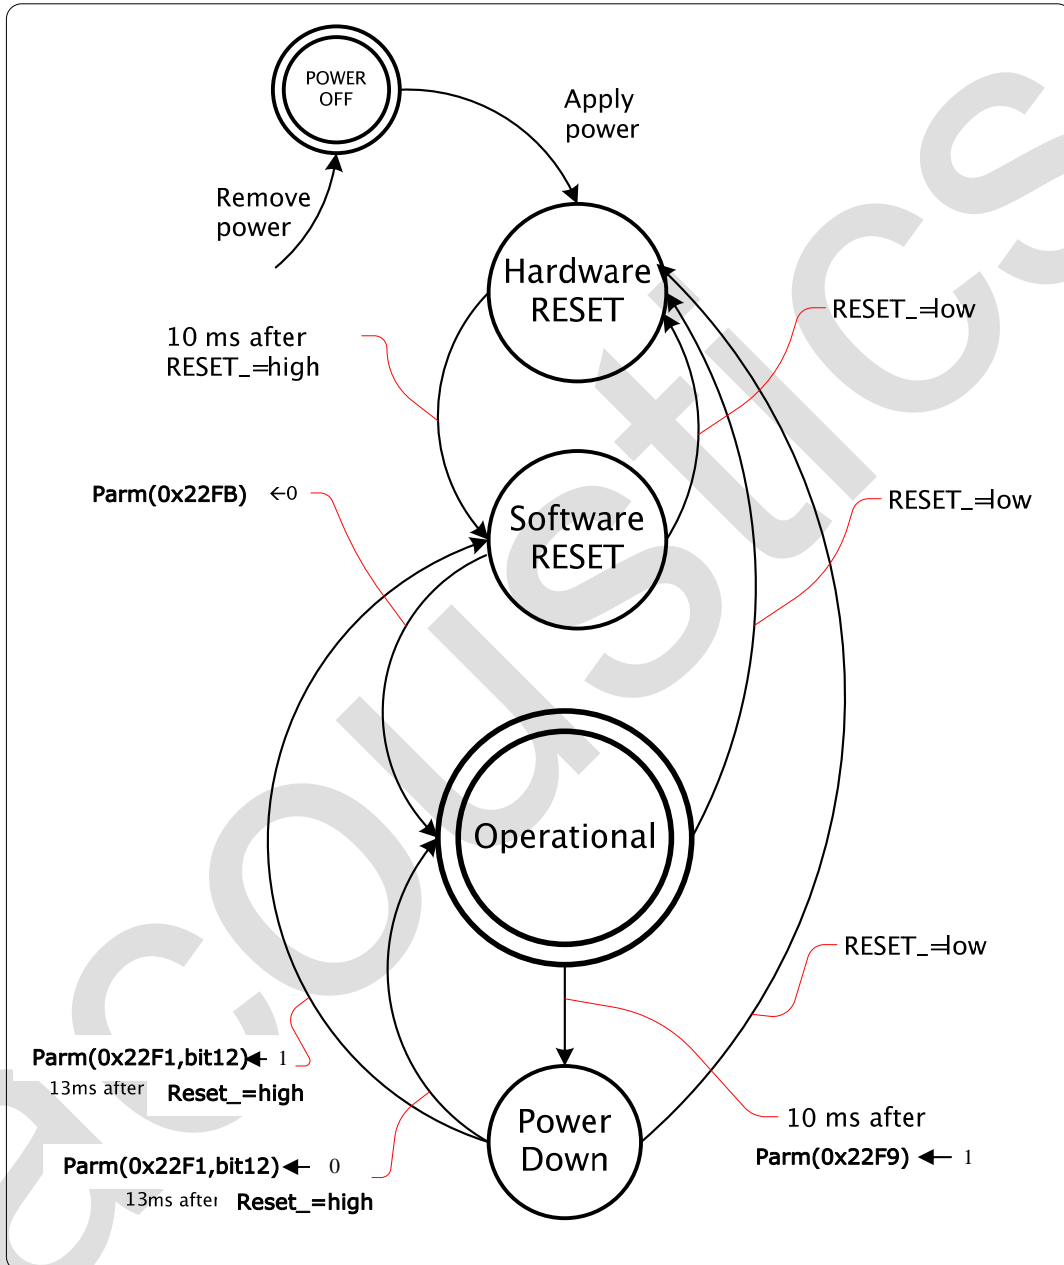 POWER
OFF
Apply
power
Remove
power
Hardware
RESET
RESET_=low
10 ms after
RESET_=high
Parm(0x22FB) ←0
RESET_=low
Software
RESET
Operational
RESET_=low
Parm(0x22F1,bit12) ← 1
13ms after Reset_=high
Power
Down
10 ms after
Parm(0x22F9) ← 1
Parm(0x22F1,bit12) ← 0
13ms after Reset_=high
acoustics